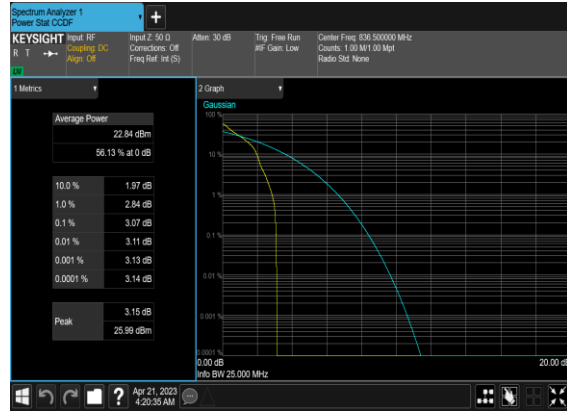 Spectrum Analyzer 1
Power Stat CCDF
KEYSIGHT
R T
LXI
Input: RF
Coupling: DC
Align: Off
Input Z: 50 Ω
Corrections: Off
Freq Ref: Int (S)
Atten: 30 dB
Trig: Free Run
#IF Gain: Low
Center Freq: 836.500000 MHz
Counts: 1.00 M/1.00 Mpt
Radio Std: None
1 Metrics
Average Power
22.84 dBm
56.13 % at 0 dB
10.0 % 1.97 dB
1.0 % 2.84 dB
0.1 % 3.07 dB
0.01 % 3.11 dB
0.001 % 3.13 dB
0.0001 % 3.14 dB
Peak 3.15 dB
25.99 dBm
2 Graph
Gaussian
100 %
10 %
1 %
0.1 %
0.01 %
0.001 %
0.0001 %
0.00 dB
20.00 dB
Info BW 25.000 MHz
?
Apr 21, 2023
4:20:35 AM